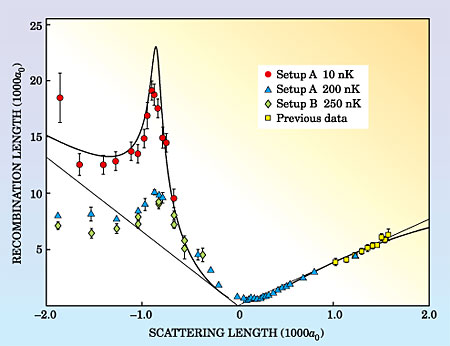 RECOMBINATION LENGTH (1000a0)
25
20
15
10
5
Setup A 10 nK
Setup A 200 nK
Setup B 250 nK
Previous data
−2.0 −1.0 0 1.0 2.0
SCATTERING LENGTH (1000a0)